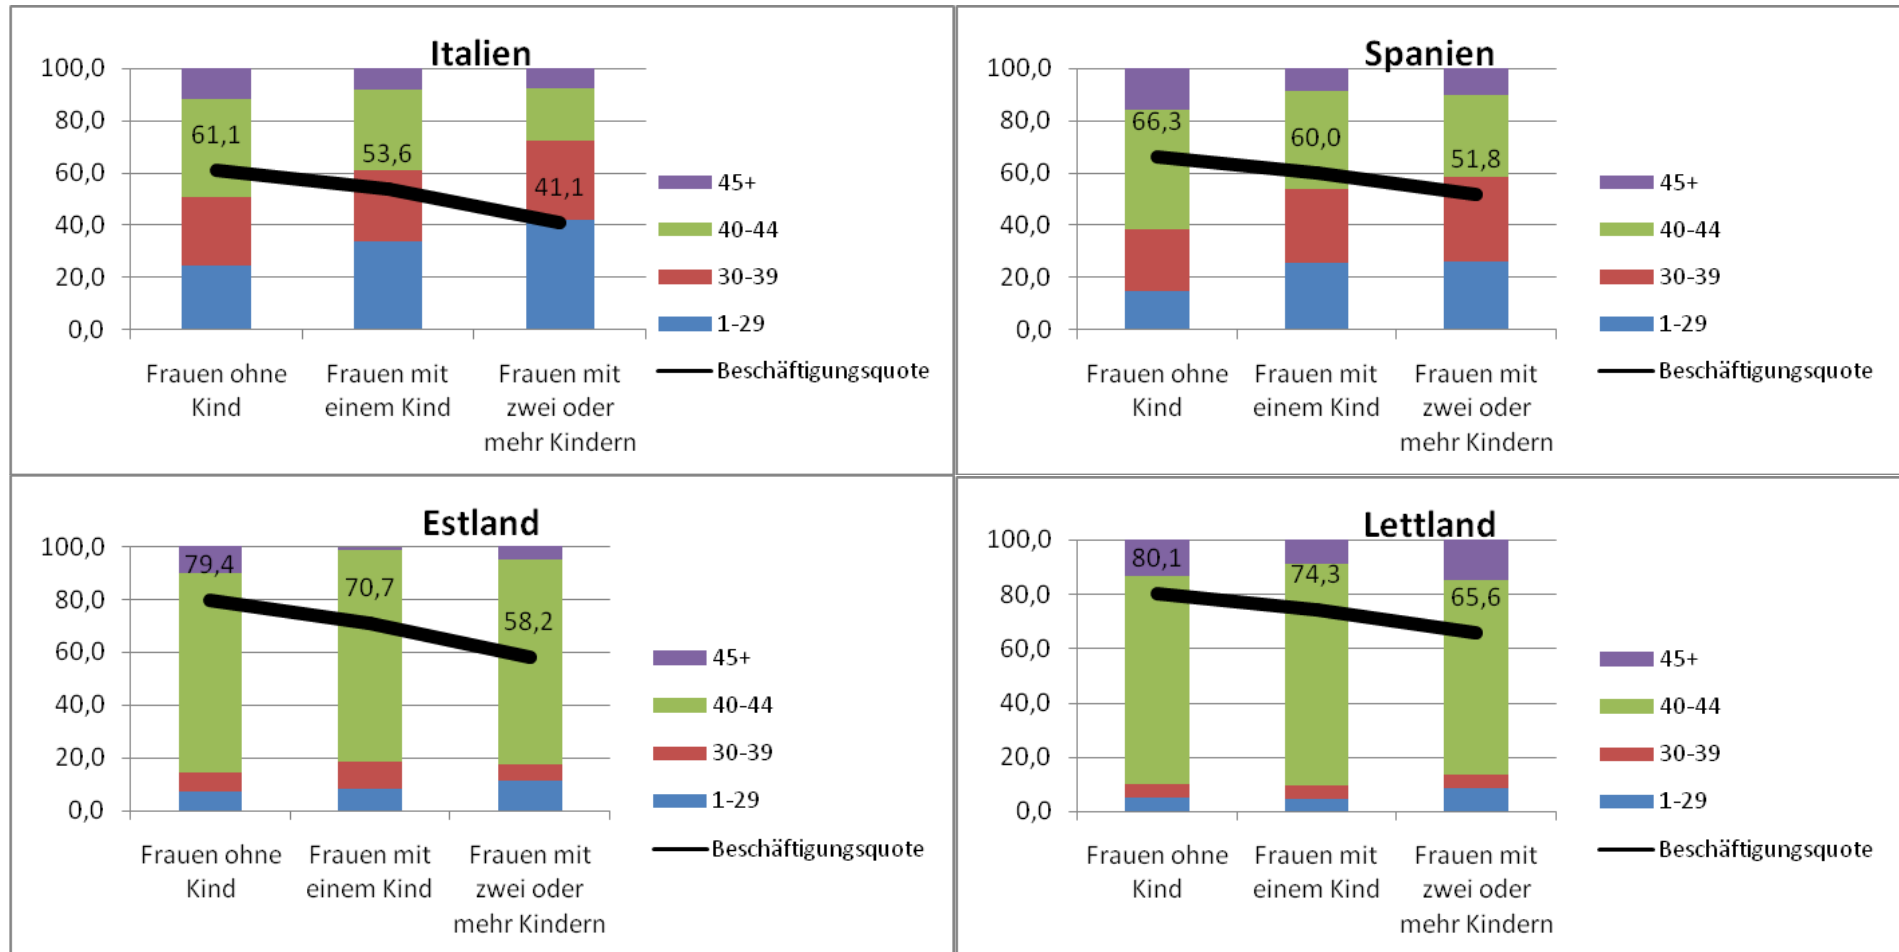 Italien
100,0
80,0
60,0
40,0
20,0
0,0
61,1
53,6
41,1
45+
40-44
30-39
1-29
Beschäftigungsquote
Frauen ohne
Kind
Frauen mit
einem Kind
Frauen mit
zwei oder
mehr Kindern
Spanien
100,0
80,0
60,0
40,0
20,0
0,0
66,3
60,0
51,8
45+
40-44
30-39
1-29
Beschäftigungsquote
Frauen ohne
Kind
Frauen mit
einem Kind
Frauen mit
zwei oder
mehr Kindern
Estland
100,0
80,0
60,0
40,0
20,0
0,0
79,4
70,7
58,2
45+
40-44
30-39
1-29
Beschäftigungsquote
Frauen ohne
Kind
Frauen mit
einem Kind
Frauen mit
zwei oder
mehr Kindern
Lettland
100,0
80,0
60,0
40,0
20,0
0,0
80,1
74,3
65,6
45+
40-44
30-39
1-29
Beschäftigungsquote
Frauen ohne
Kind
Frauen mit
einem Kind
Frauen mit
zwei oder
mehr Kindern